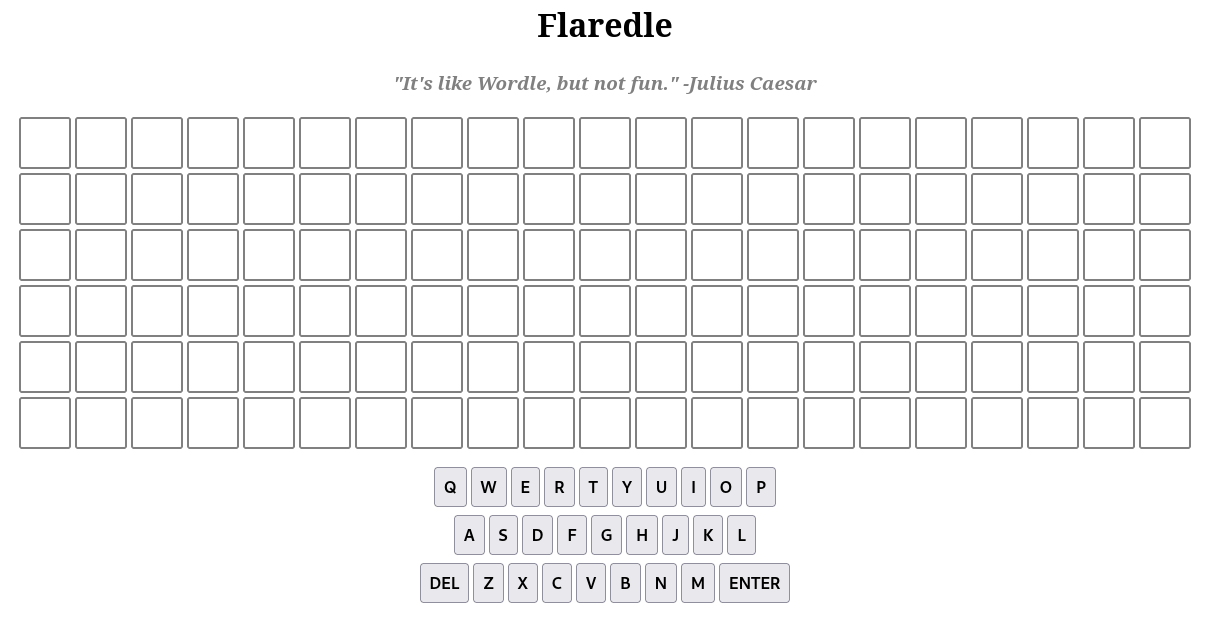 Flaredle
"It's like Wordle, but not fun." -Julius Caesar
Q W E R T Y U I O P
A S D F G H J K L
DEL Z X C V B N M ENTER